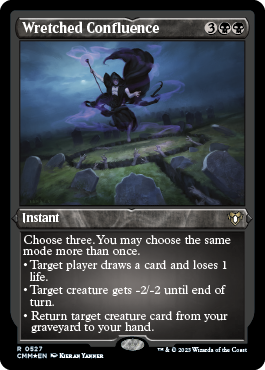 Wretched Confluence 3
Instant
Choose three. You may choose the same
mode more than once.
• Target player draws a card and loses 1
life.
• Target creature gets -2/-2 until end of
turn.
• Return target creature card from your
graveyard to your hand.
R 0527
CMM★EN Kieran Yanner
™ & © 2023 Wizards of the Coast